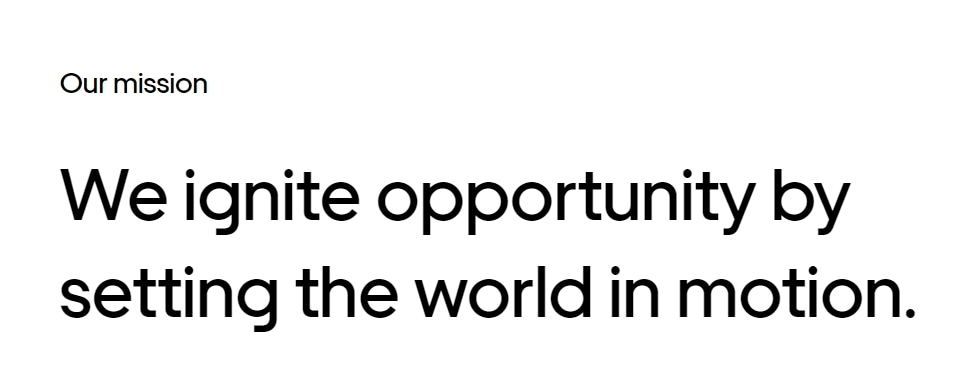 Our mission
We ignite opportunity by
setting the world in motion.